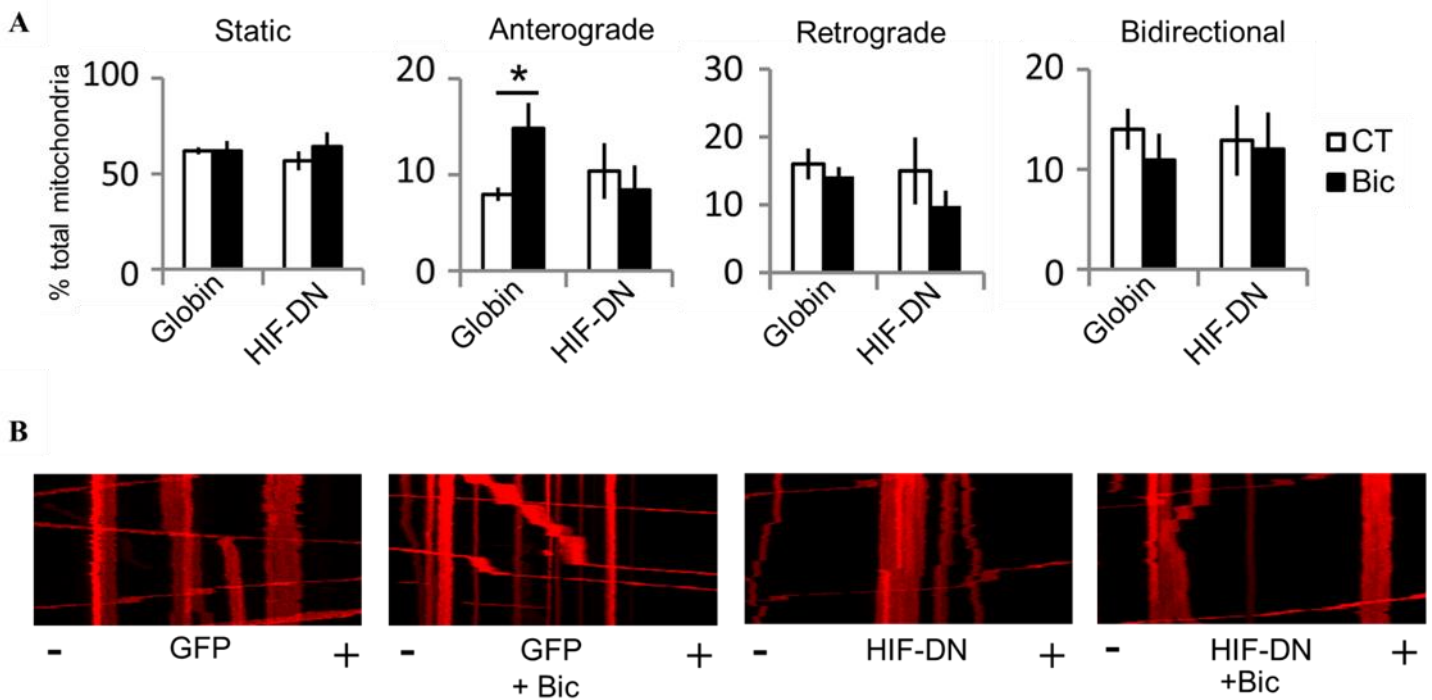 A
Static
Anterograde
Retrograde
Bidirectional
% total mitochondria
100
50
0
Globin
HIF-DN
20
10
0
*
Globin
HIF-DN
30
20
10
0
Globin
HIF-DN
20
10
0
Globin
HIF-DN
CT
Bic
B
- GFP +
- GFP +
+ Bic
- HIF-DN +
- HIF-DN +
+Bic